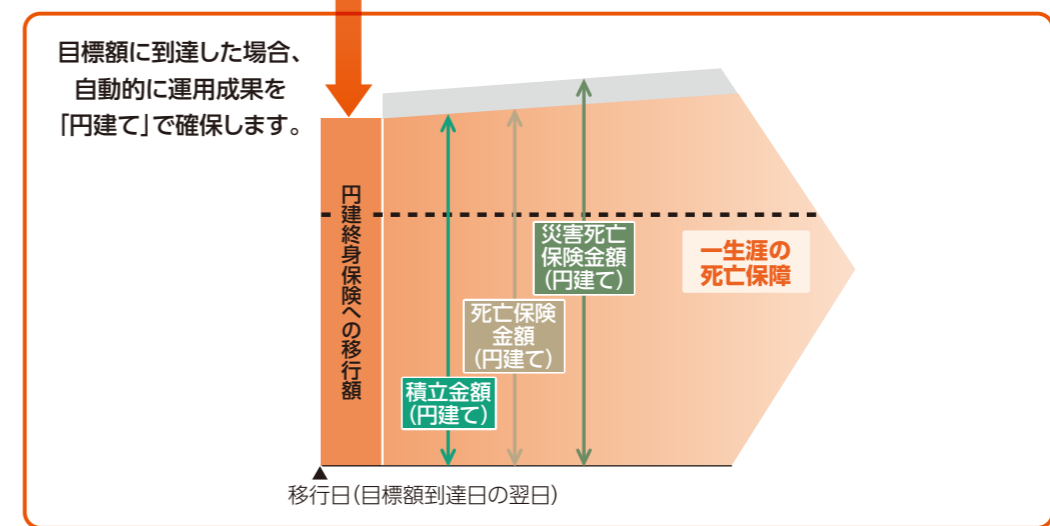 目標額に到達した場合、
自動的に運用成果を
「円建て」で確保します。
円建終身保険への移行額
災害死亡
保険金額
(円建て)
一生涯の
死亡保障
死亡保険
金額
(円建て)
積立金額
(円建て)
▲
移行日(目標額到達日の翌日)